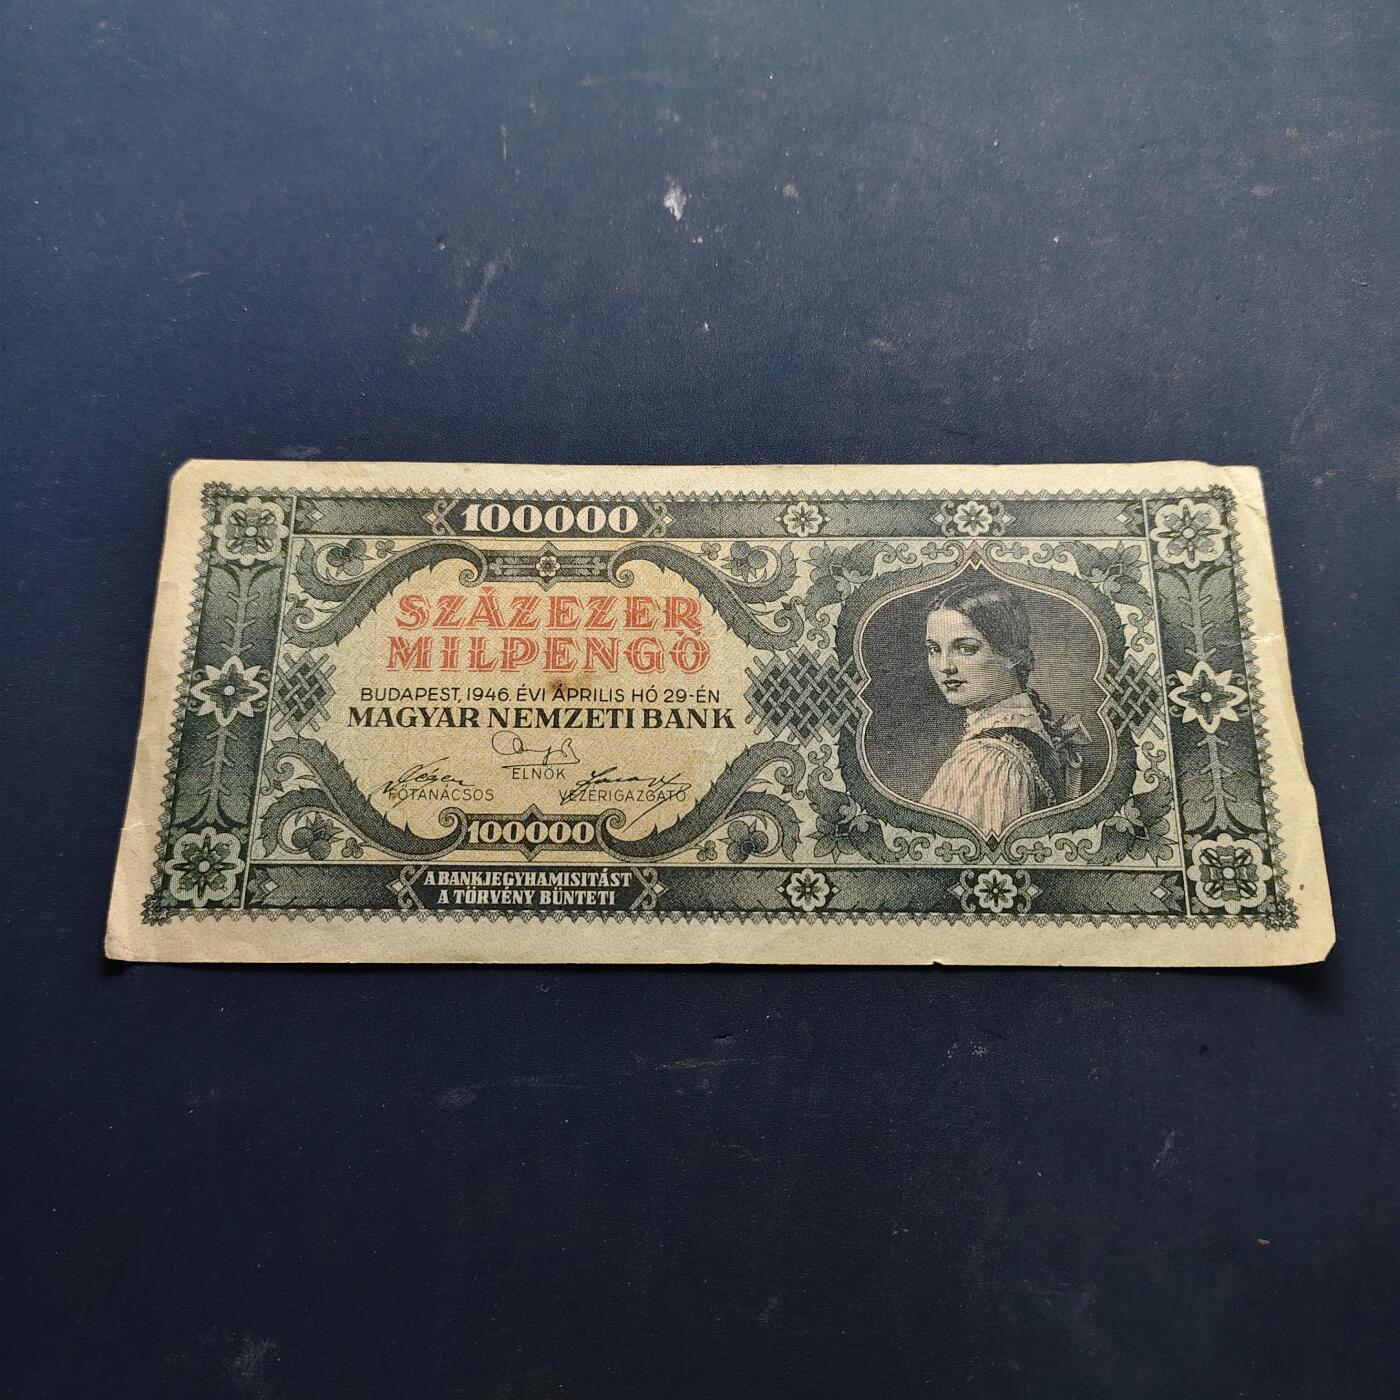 100000
SZÁZEZER
MILPENGŐ
BUDAPEST, 1946. ÉVI ÁPRILIS HÓ 29-ÉN
MAGYAR NEMZETI BANK
ELNÖK
FŐTANÁCSOS VEZÉRIGAZGATÓ
100000
A BANKJEGYHAMISITÁST
A TÖRVÉNY BÜNTETI